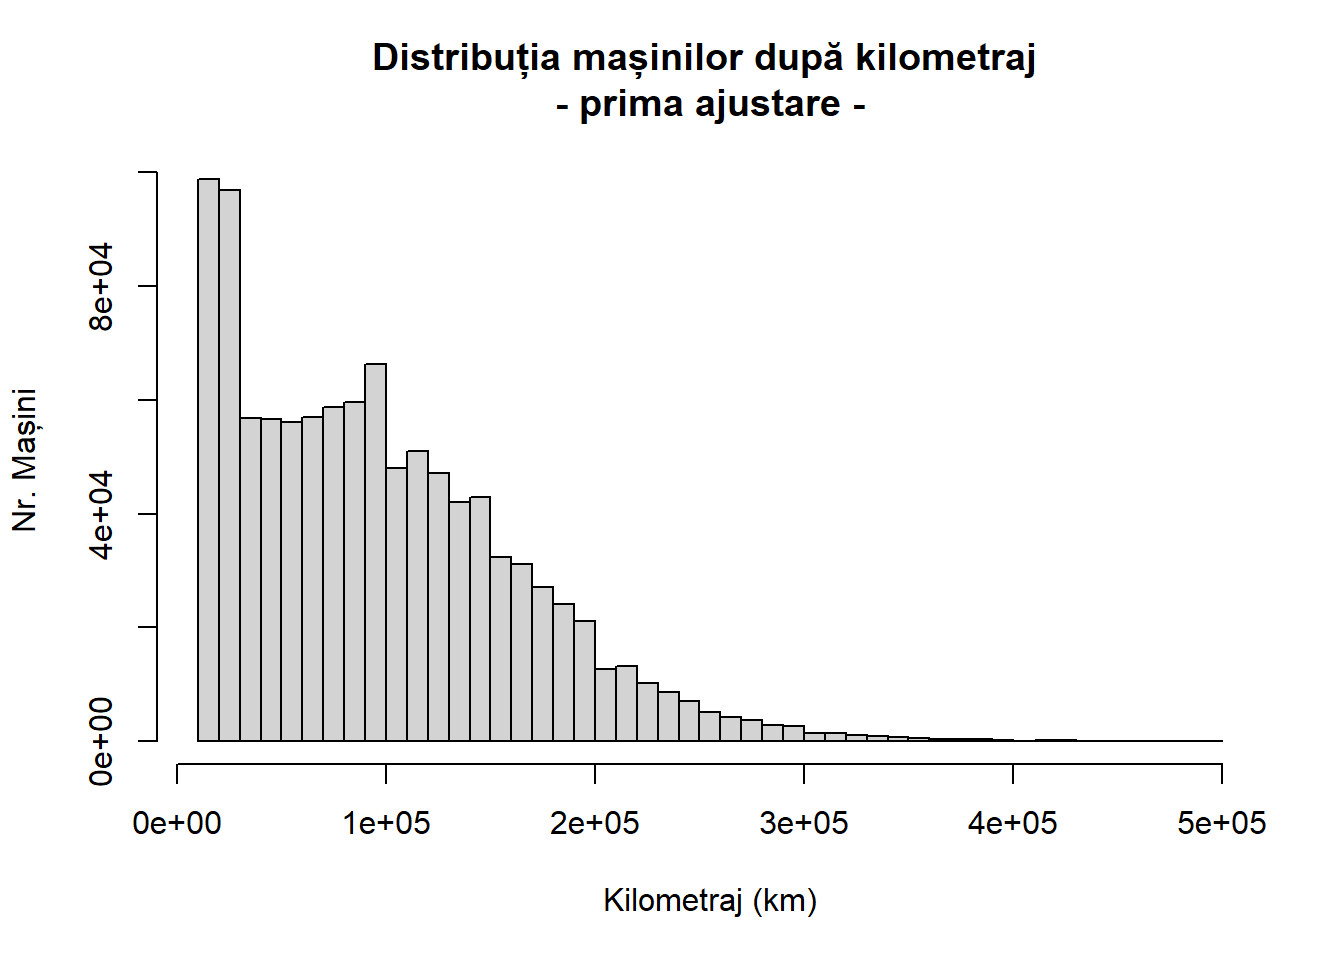 Distribuția mașinilor după kilometraj
- prima ajustare -
Nr. Mașini
8e+04
4e+04
0e+00
0e+00 1e+05 2e+05 3e+05 4e+05 5e+05
Kilometraj (km)